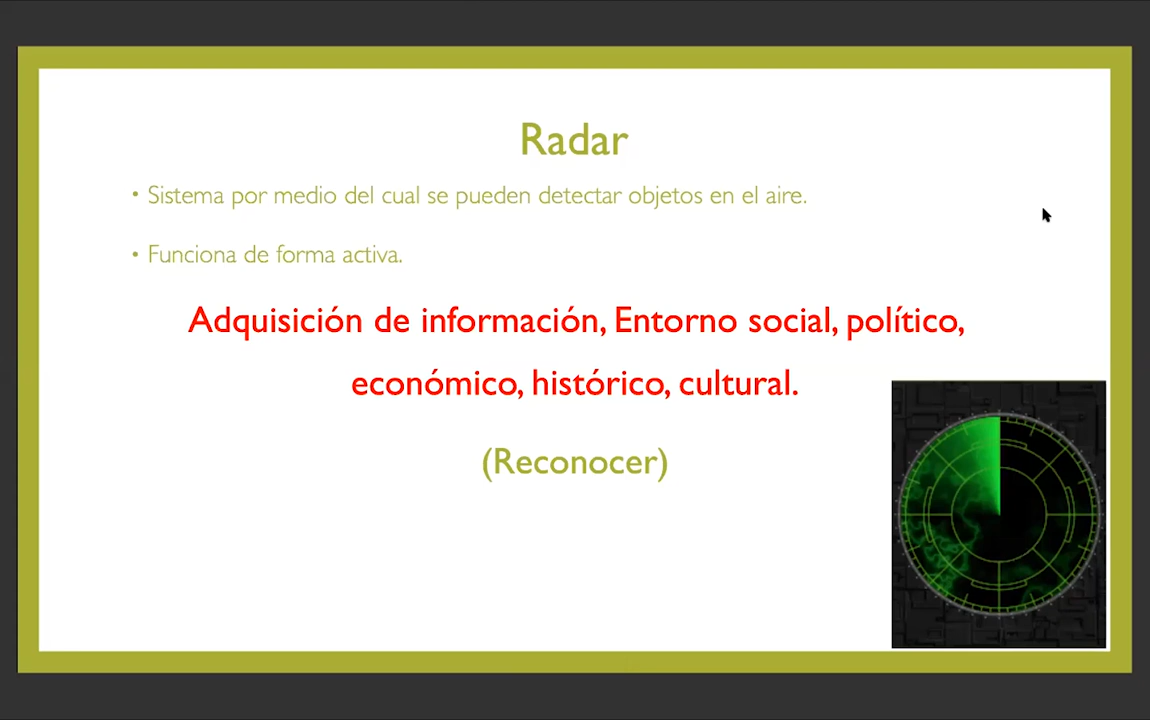 Radar
• Sistema por medio del cual se pueden detectar objetos en el aire.
• Funciona de forma activa.
Adquisición de información, Entorno social, político,
económico, histórico, cultural.
(Reconocer)